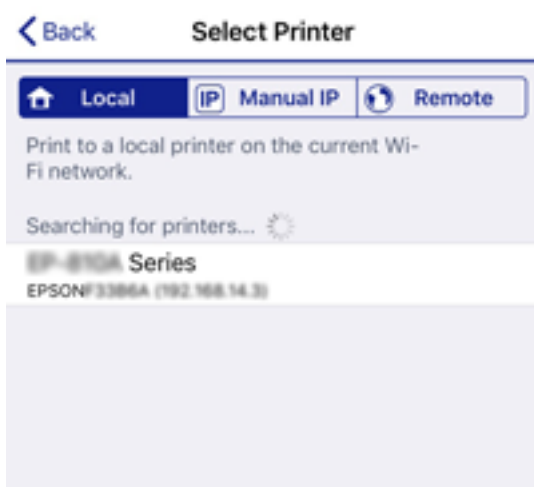 Back
Select Printer
Local
IP Manual IP
Remote
Print to a local printer on the current Wi-
Fi network.
Searching for printers...
Series
EPSON